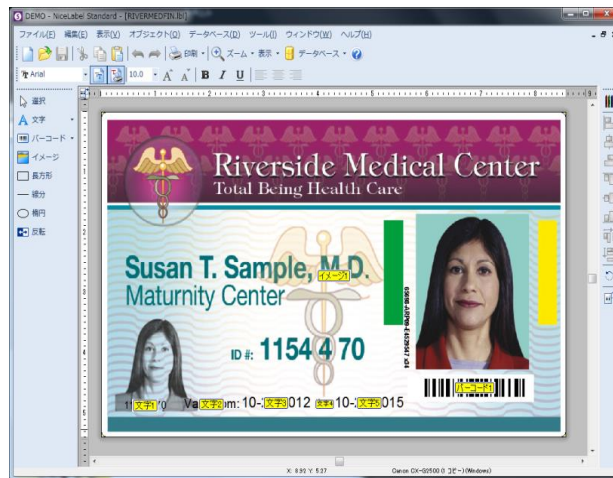 DEMO - NiceLabel Standard - [RIVERMEDFIN.lbl]
ファイル(F) 編集(E) 表示(V) オブジェクト(O) データベース(D) ツール(I) ウィンドウ(W) ヘルプ(H)
印刷 ズーム 表示 データベース
Arial 10.0 B I U
選択
文字
バーコード
イメージ
長方形
線分
楕円
反転
Riverside Medical Center
Total Being Health Care
Susan T. Sample, M.D.
イメージ1
Maturnity Center
ID #: 1154 4 70
文字1 文字2 om: 10- 文字3 012 文字4 10- 文字5 015
バーコード1
Canon CX-G2500 (1 コピー)(Windows)